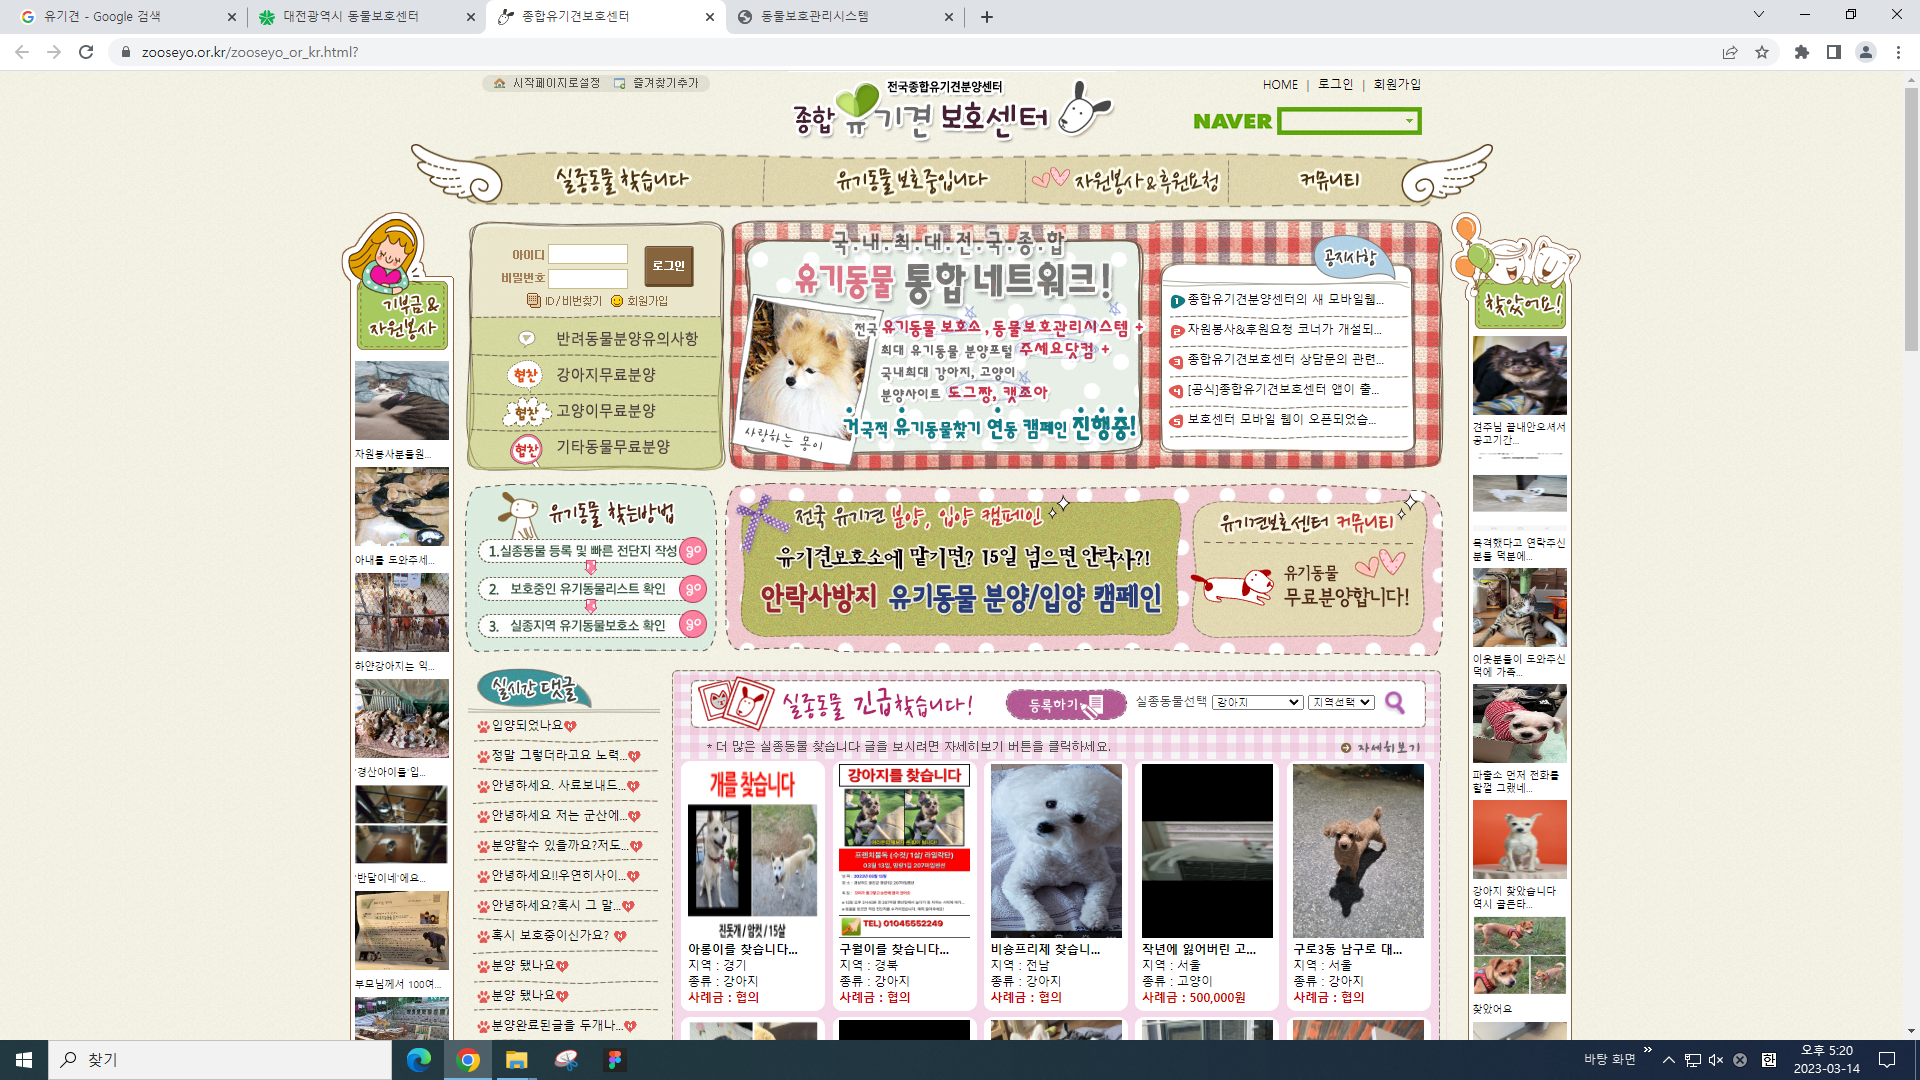 유기견 - Google 검색
대전광역시 동물보호센터
종합유기견보호센터
동물보호관리시스템
zooseyo.or.kr/zooseyo_or_kr.html?
시작페이지로설정
즐겨찾기추가
전국종합유기견분양센터
종합 유기견 보호센터
HOME | 로그인 | 회원가입
NAVER
실종동물 찾습니다
유기동물 보호중입니다
자원봉사 & 후원요청
커뮤니티
기부금 &
자원봉사
자원봉사분들원...
아내를 도와주세...
하얀강아지는 익...
'경산아이들'입...
'반달이네'에요...
부모님께서 100여...
아이디
비밀번호
로그인
ID / 비번찾기
회원가입
반려동물분양유의사항
협찬 강아지무료분양
협찬 고양이무료분양
협찬 기타동물무료분양
국.내.최.대.전.국.종.합
유기동물 통합 네트워크!
전국 유기동물 보호소, 동물보호관리시스템 +
최대 유기동물 분양포털 주세요닷컴 +
국내최대 강아지, 고양이
분양사이트 도그짱, 캣조아
거국적 유기동물찾기 연동 캠페인 진행중!
사랑하는 몽이
공지사항
1 종합유기견분양센터의 새 모바일웹...
2 자원봉사&후원요청 코너가 개설되...
3 종합유기견보호센터 상담문의 관련...
4 [공식]종합유기견보호센터 앱이 출...
5 보호센터 모바일 웹이 오픈되었습...
찾았어요!
견주님 끝내안오셔서
공고기간...
목격했다고 연락주신
분들 덕분에...
이웃분들이 도와주신
덕에 가족...
파출소 먼저 전화를
할껄 그랬네...
강아지 찾았습니다
역시 글든타...
찾았어요
유기동물 찾는방법
1.실종동물 등록 및 빠른 전단지 작성 go
2. 보호중인 유기동물리스트 확인 go
3. 실종지역 유기동물보호소 확인 go
전국 유기견 분양, 입양 캠페인
유기견보호소에 맡기면? 15일 넘으면 안락사?!
안락사방지 유기동물 분양/입양 캠페인
유기견보호센터 커뮤니티
유기동물
무료분양합니다!
실시간 댓글
입양되었나요
정말 그렇더라고요 노력...
안녕하세요. 사료보내드...
안녕하세요 저는 군산에...
분양할수 있을까요?저도...
안녕하세요!!우연히사이...
안녕하세요?혹시 그 말...
혹시 보호중이신가요?
분양 됐나요
분양 됐나요
분양완료된글을 두개나...
실종동물 긴급찾습니다!
등록하기
실종동물선택
강아지
지역선택
* 더 많은 실종동물 찾습니다 글을 보시려면 자세히보기 버튼을 클릭하세요.
자세히보기
개를 찾습니다
진돗개 / 암컷 / 15살
아롱이를 찾습니다...
지역 : 경기
종류 : 강아지
사례금 : 협의
강아지를 찾습니다
프렌치불독 (수컷/ 1살/ 라일락탄)
TEL) 01045552249
구월이를 찾습니다...
지역 : 경북
종류 : 강아지
사례금 : 협의
비숑프리제 찾습니...
지역 : 전남
종류 : 강아지
사례금 : 협의
작년에 잃어버린 고...
지역 : 서울
종류 : 고양이
사례금 : 500,000원
구로3동 남구로 대...
지역 : 서울
종류 : 강아지
사례금 : 협의
찾기
바탕 화면
한
오후 5:20
2023-03-14